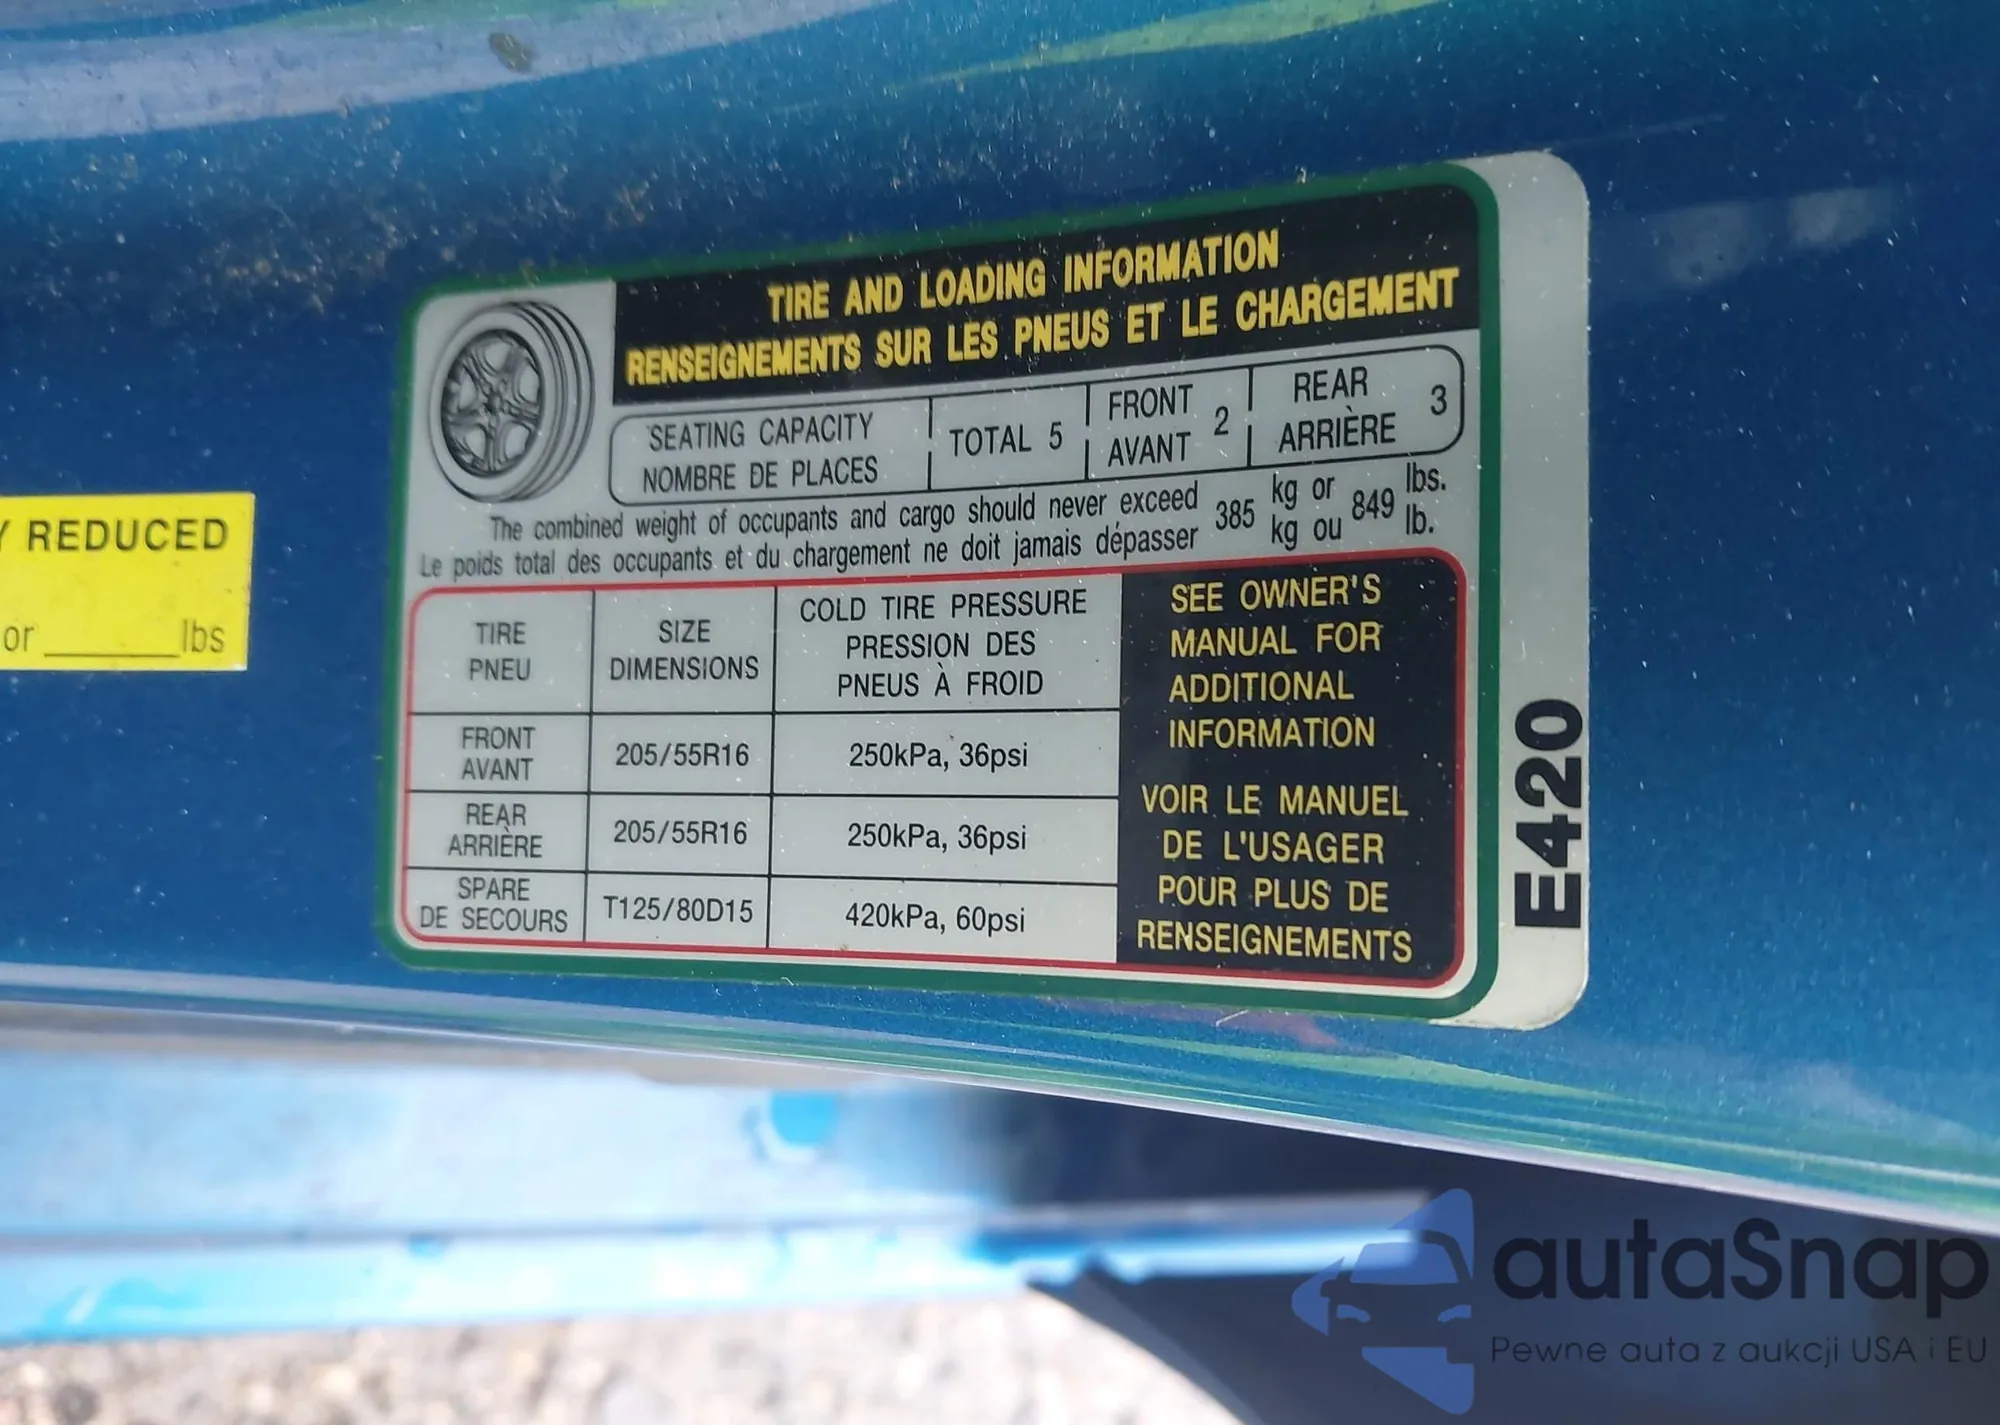 TIRE AND LOADING INFORMATION
RENSEIGNEMENTS SUR LES PNEUS ET LE CHARGEMENT
SEATING CAPACITY
NOMBRE DE PLACES
TOTAL 5
FRONT
AVANT
2
REAR
ARRIÈRE
3
The combined weight of occupants and cargo should never exceed
Le poids total des occupants et du chargement ne doit jamais dépasser
385
kg or
kg ou
849
lbs.
lb.
TIRE
PNEU
SIZE
DIMENSIONS
COLD TIRE PRESSURE
PRESSION DES
PNEUS À FROID
FRONT
AVANT
205/55R16
250kPa, 36psi
REAR
ARRIÈRE
205/55R16
250kPa, 36psi
SPARE
DE SECOURS
T125/80D15
420kPa, 60psi
SEE OWNER'S
MANUAL FOR
ADDITIONAL
INFORMATION
VOIR LE MANUEL
DE L'USAGER
POUR PLUS DE
RENSEIGNEMENTS
E420
REDUCED
or ______ lbs
autaSnap
Pewne auta z aukcji USA i EU